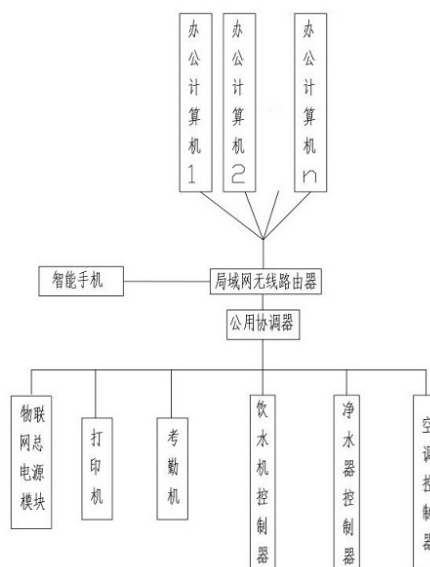 办公计算机1
办公计算机2
办公计算机n
智能手机
局域网无线路由器
公用协调器
物联网总电源模块
打印机
考勤机
饮水机控制器
净水器控制器
空调控制器